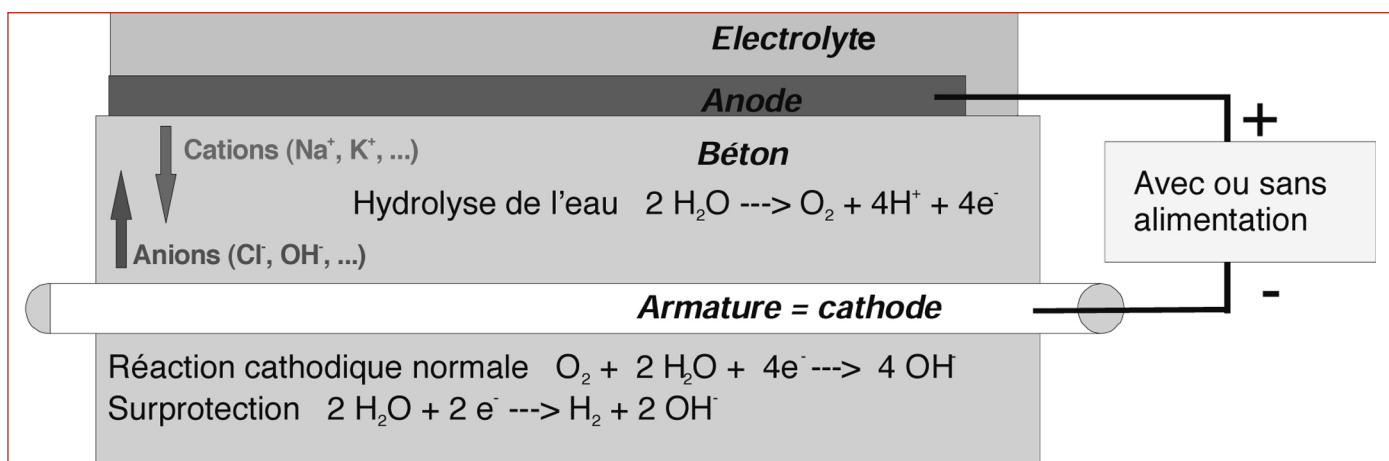 Electrolyte
Anode
+
Cations (Na⁺, K⁺, ...)
Béton
Avec ou sans
alimentation
Hydrolyse de l'eau 2 H₂O ---> O₂ + 4H⁺ + 4e⁻
Anions (Cl⁻, OH⁻, ...)
-
Armature = cathode
Réaction cathodique normale O₂ + 2 H₂O + 4e⁻ ---> 4 OH⁻
Surprotection 2 H₂O + 2 e⁻ ---> H₂ + 2 OH⁻